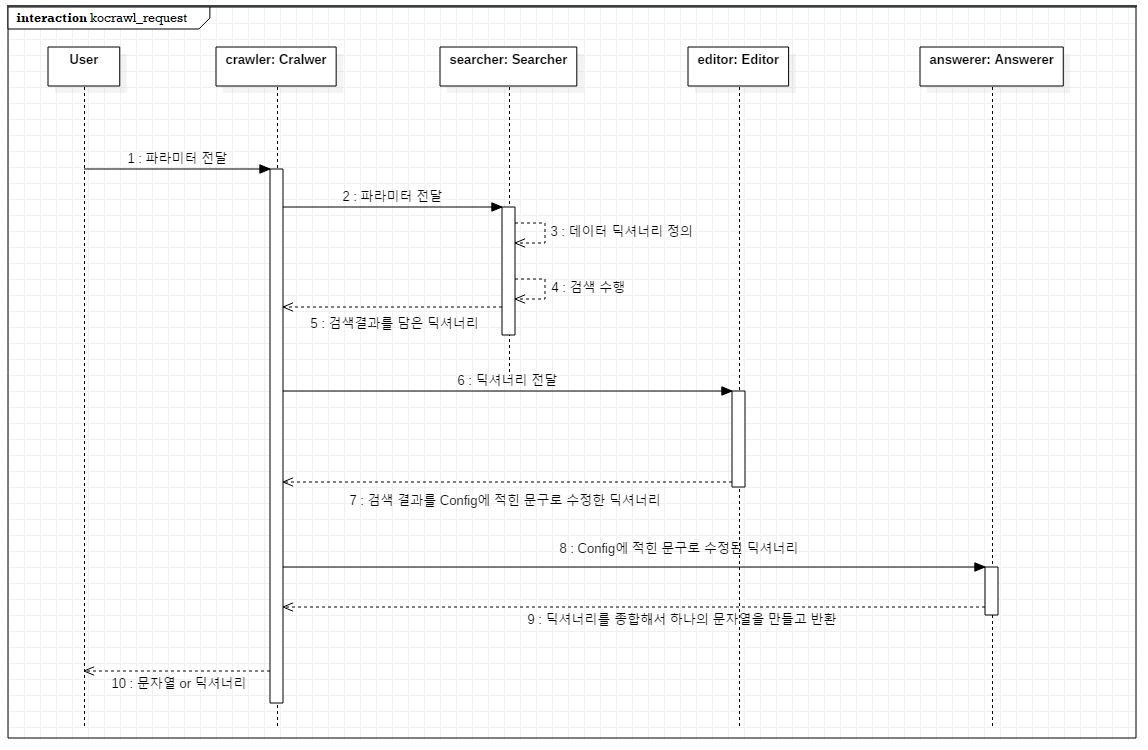 interaction kocrawl_request
User
crawler: Cralwer
searcher: Searcher
editor: Editor
answerer: Answerer
1 : 파라미터 전달
2 : 파라미터 전달
3 : 데이터 딕셔너리 정의
4 : 검색 수행
5 : 검색결과를 담은 딕셔너리
6 : 딕셔너리 전달
7 : 검색 결과를 Config에 적힌 문구로 수정한 딕셔너리
8 : Config에 적힌 문구로 수정된 딕셔너리
9 : 딕셔너리를 종합해서 하나의 문자열을 만들고 반환
10 : 문자열 or 딕셔너리